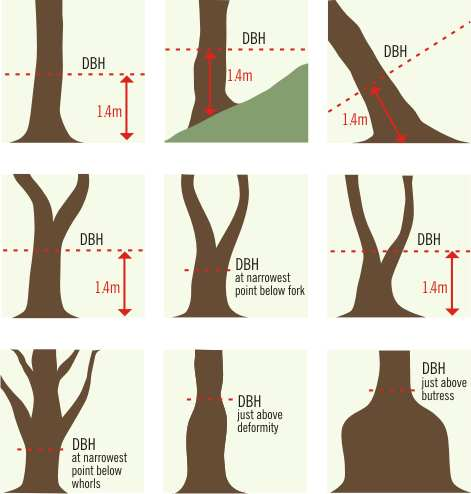 DBH
1.4m
DBH
1.4m
DBH
1.4m
DBH
1.4m
DBH
at narrowest
point below fork
DBH
1.4m
DBH
at narrowest
point below
whorls
DBH
just above
deformity
DBH
just above
butress